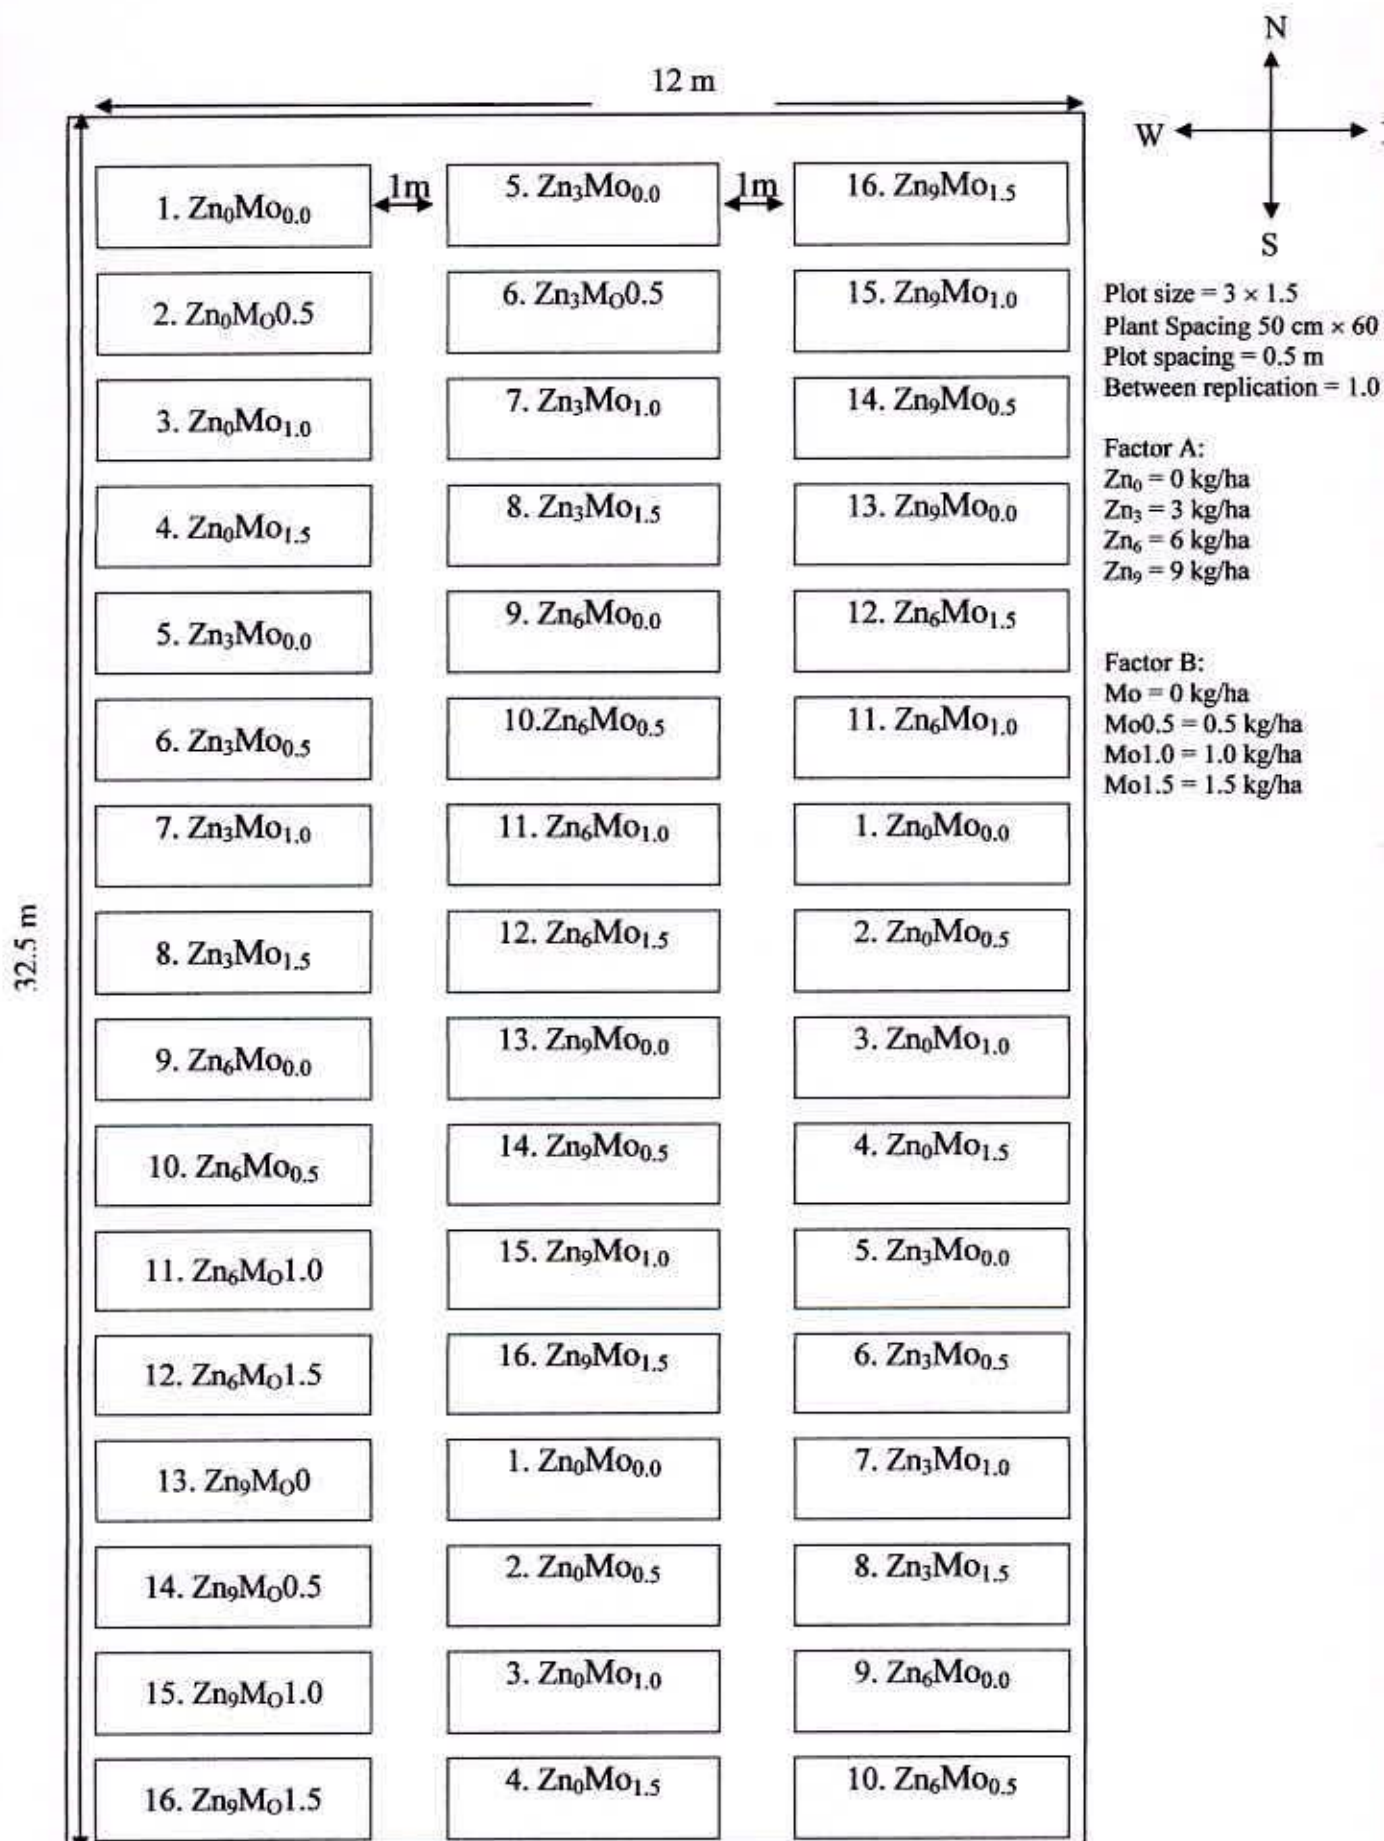 N
12 m
W
S
1. Zn₀Mo₀.₀
1m
5. Zn₃Mo₀.₀
1m
16. Zn₉Mo₁.₅
2. Zn₀M₀0.5
6. Zn₃M₀0.5
15. Zn₉Mo₁.₀
3. Zn₀Mo₁.₀
7. Zn₃Mo₁.₀
14. Zn₉Mo₀.₅
4. Zn₀Mo₁.₅
8. Zn₃Mo₁.₅
13. Zn₉Mo₀.₀
5. Zn₃Mo₀.₀
9. Zn₆Mo₀.₀
12. Zn₆Mo₁.₅
6. Zn₃Mo₀.₅
10.Zn₆Mo₀.₅
11. Zn₆Mo₁.₀
7. Zn₃Mo₁.₀
11. Zn₆Mo₁.₀
1. Zn₀Mo₀.₀
8. Zn₃Mo₁.₅
12. Zn₆Mo₁.₅
2. Zn₀Mo₀.₅
9. Zn₆Mo₀.₀
13. Zn₉Mo₀.₀
3. Zn₀Mo₁.₀
10. Zn₆Mo₀.₅
14. Zn₉Mo₀.₅
4. Zn₀Mo₁.₅
11. Zn₆M₀1.0
15. Zn₉Mo₁.₀
5. Zn₃Mo₀.₀
12. Zn₆M₀1.5
16. Zn₉Mo₁.₅
6. Zn₃Mo₀.₅
13. Zn₉M₀0
1. Zn₀Mo₀.₀
7. Zn₃Mo₁.₀
14. Zn₉M₀0.5
2. Zn₀Mo₀.₅
8. Zn₃Mo₁.₅
15. Zn₉M₀1.0
3. Zn₀Mo₁.₀
9. Zn₆Mo₀.₀
16. Zn₉M₀1.5
4. Zn₀Mo₁.₅
10. Zn₆Mo₀.₅
32.5 m
Plot size = 3 × 1.5
Plant Spacing 50 cm × 60
Plot spacing = 0.5 m
Between replication = 1.0
Factor A:
Zn₀ = 0 kg/ha
Zn₃ = 3 kg/ha
Zn₆ = 6 kg/ha
Zn₉ = 9 kg/ha
Factor B:
Mo = 0 kg/ha
Mo0.5 = 0.5 kg/ha
Mo1.0 = 1.0 kg/ha
Mo1.5 = 1.5 kg/ha